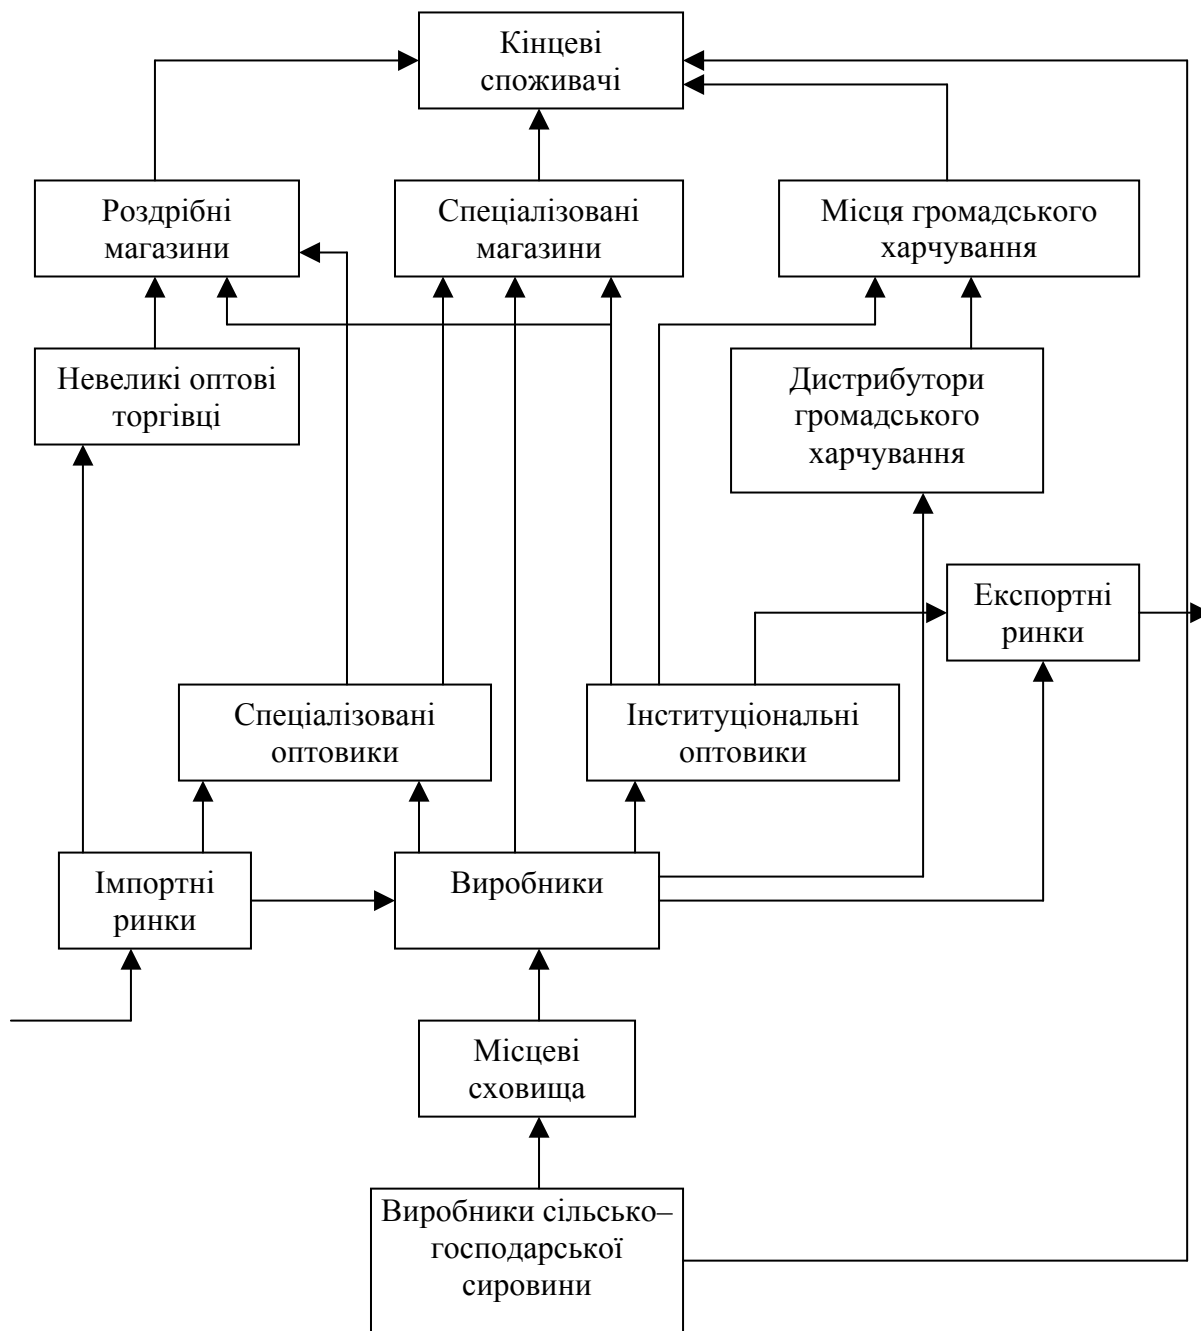 Кінцеві
споживачі
Роздрібні
магазини
Спеціалізовані
магазини
Місця громадського
харчування
Невеликі оптові
торгівці
Дистрибутори
громадського
харчування
Експортні
ринки
Спеціалізовані
оптовики
Інституціональні
оптовики
Імпортні
ринки
Виробники
Місцеві
сховища
Виробники сільсько–
господарської
сировини